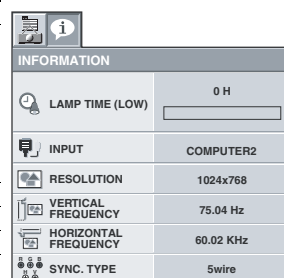 INFORMATION
LAMP TIME (LOW) 0 H
INPUT COMPUTER2
RESOLUTION 1024x768
VERTICAL
FREQUENCY 75.04 Hz
HORIZONTAL
FREQUENCY 60.02 KHz
R G B
H V
SYNC. TYPE 5wire